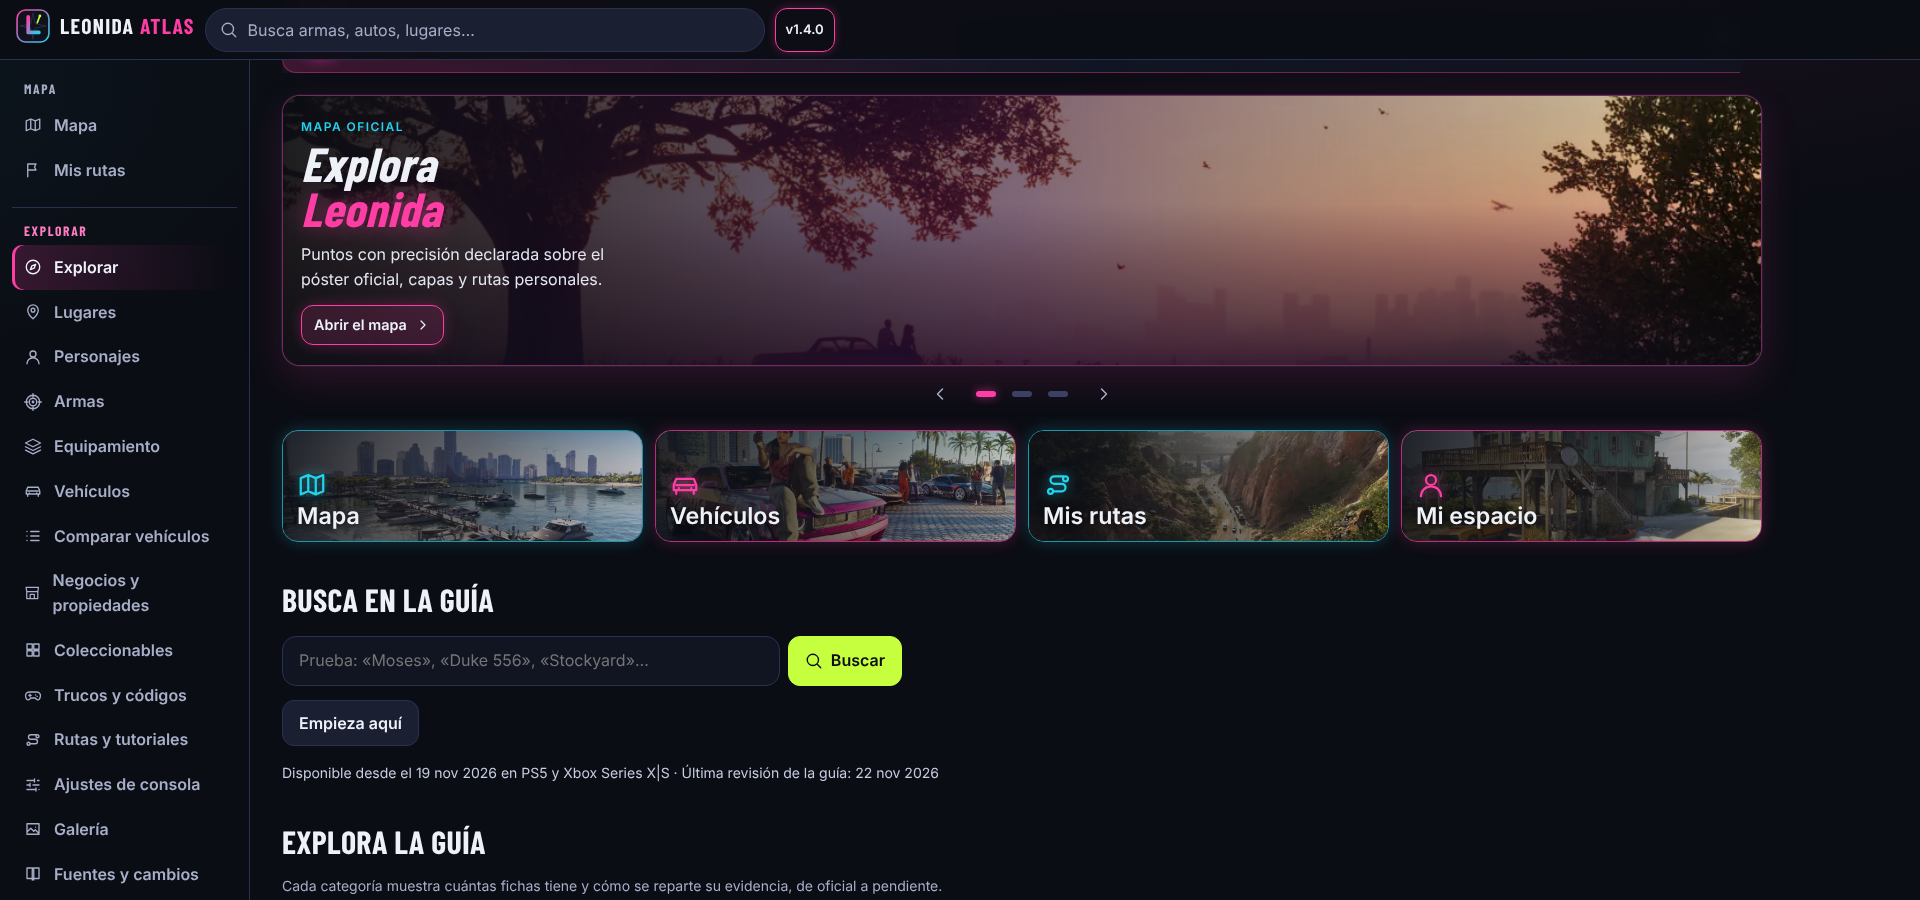 LEONIDA ATLAS
Busca armas, autos, lugares...
v1.4.0
MAPA
Mapa
Mis rutas
EXPLORAR
Explorar
Lugares
Personajes
Armas
Equipamiento
Vehículos
Comparar vehículos
Negocios y
propiedades
Coleccionables
Trucos y códigos
Rutas y tutoriales
Ajustes de consola
Galería
Fuentes y cambios
MAPA OFICIAL
Explora
Leonida
Puntos con precisión declarada sobre el
póster oficial, capas y rutas personales.
Abrir el mapa
Mapa
Vehículos
Mis rutas
Mi espacio
BUSCA EN LA GUÍA
Prueba: «Moses», «Duke 556», «Stockyard»...
Buscar
Empieza aquí
Disponible desde el 19 nov 2026 en PS5 y Xbox Series X|S · Última revisión de la guía: 22 nov 2026
EXPLORA LA GUÍA
Cada categoría muestra cuántas fichas tiene y cómo se reparte su evidencia, de oficial a pendiente.